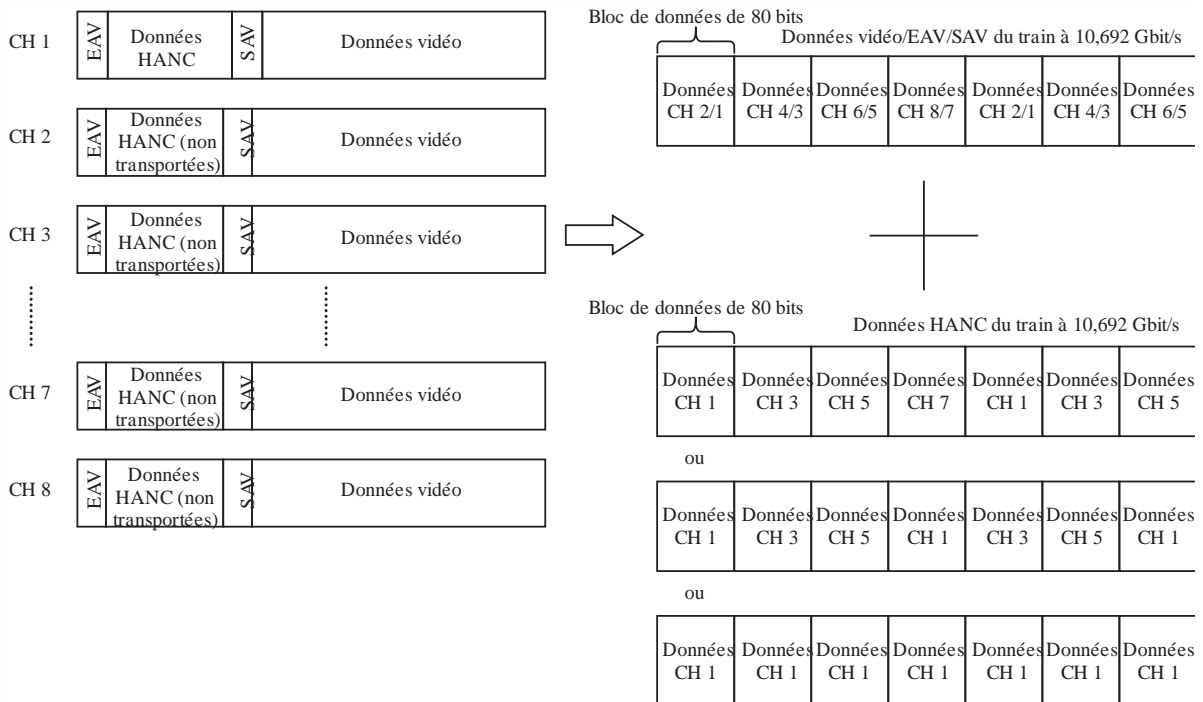 CH 1
EAV
Données
HANC
SAV
Données vidéo
CH 2
EAV
Données
HANC (non
transportées)
SAV
Données vidéo
CH 3
EAV
Données
HANC (non
transportées)
SAV
Données vidéo
CH 7
EAV
Données
HANC (non
transportées)
SAV
Données vidéo
CH 8
EAV
Données
HANC (non
transportées)
SAV
Données vidéo
Bloc de données de 80 bits
Données vidéo/EAV/SAV du train à 10,692 Gbit/s
Données Données Données Données Données Données Données
CH 2/1 CH 4/3 CH 6/5 CH 8/7 CH 2/1 CH 4/3 CH 6/5
Bloc de données de 80 bits
Données HANC du train à 10,692 Gbit/s
Données Données Données Données Données Données Données
CH 1 CH 3 CH 5 CH 7 CH 1 CH 3 CH 5
ou
Données Données Données Données Données Données Données
CH 1 CH 3 CH 5 CH 1 CH 3 CH 5 CH 1
ou
Données Données Données Données Données Données Données
CH 1 CH 1 CH 1 CH 1 CH 1 CH 1 CH 1